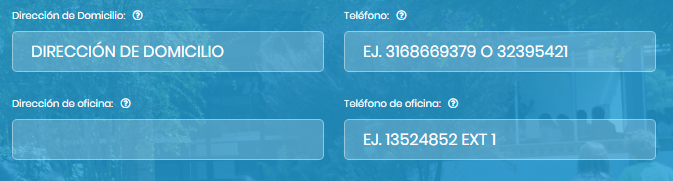 Dirección de Domicilio:
Teléfono:
DIRECCIÓN DE DOMICILIO
EJ. 3168669379 O 32395421
Dirección de oficina:
Teléfono de oficina:
EJ. 13524852 EXT 1